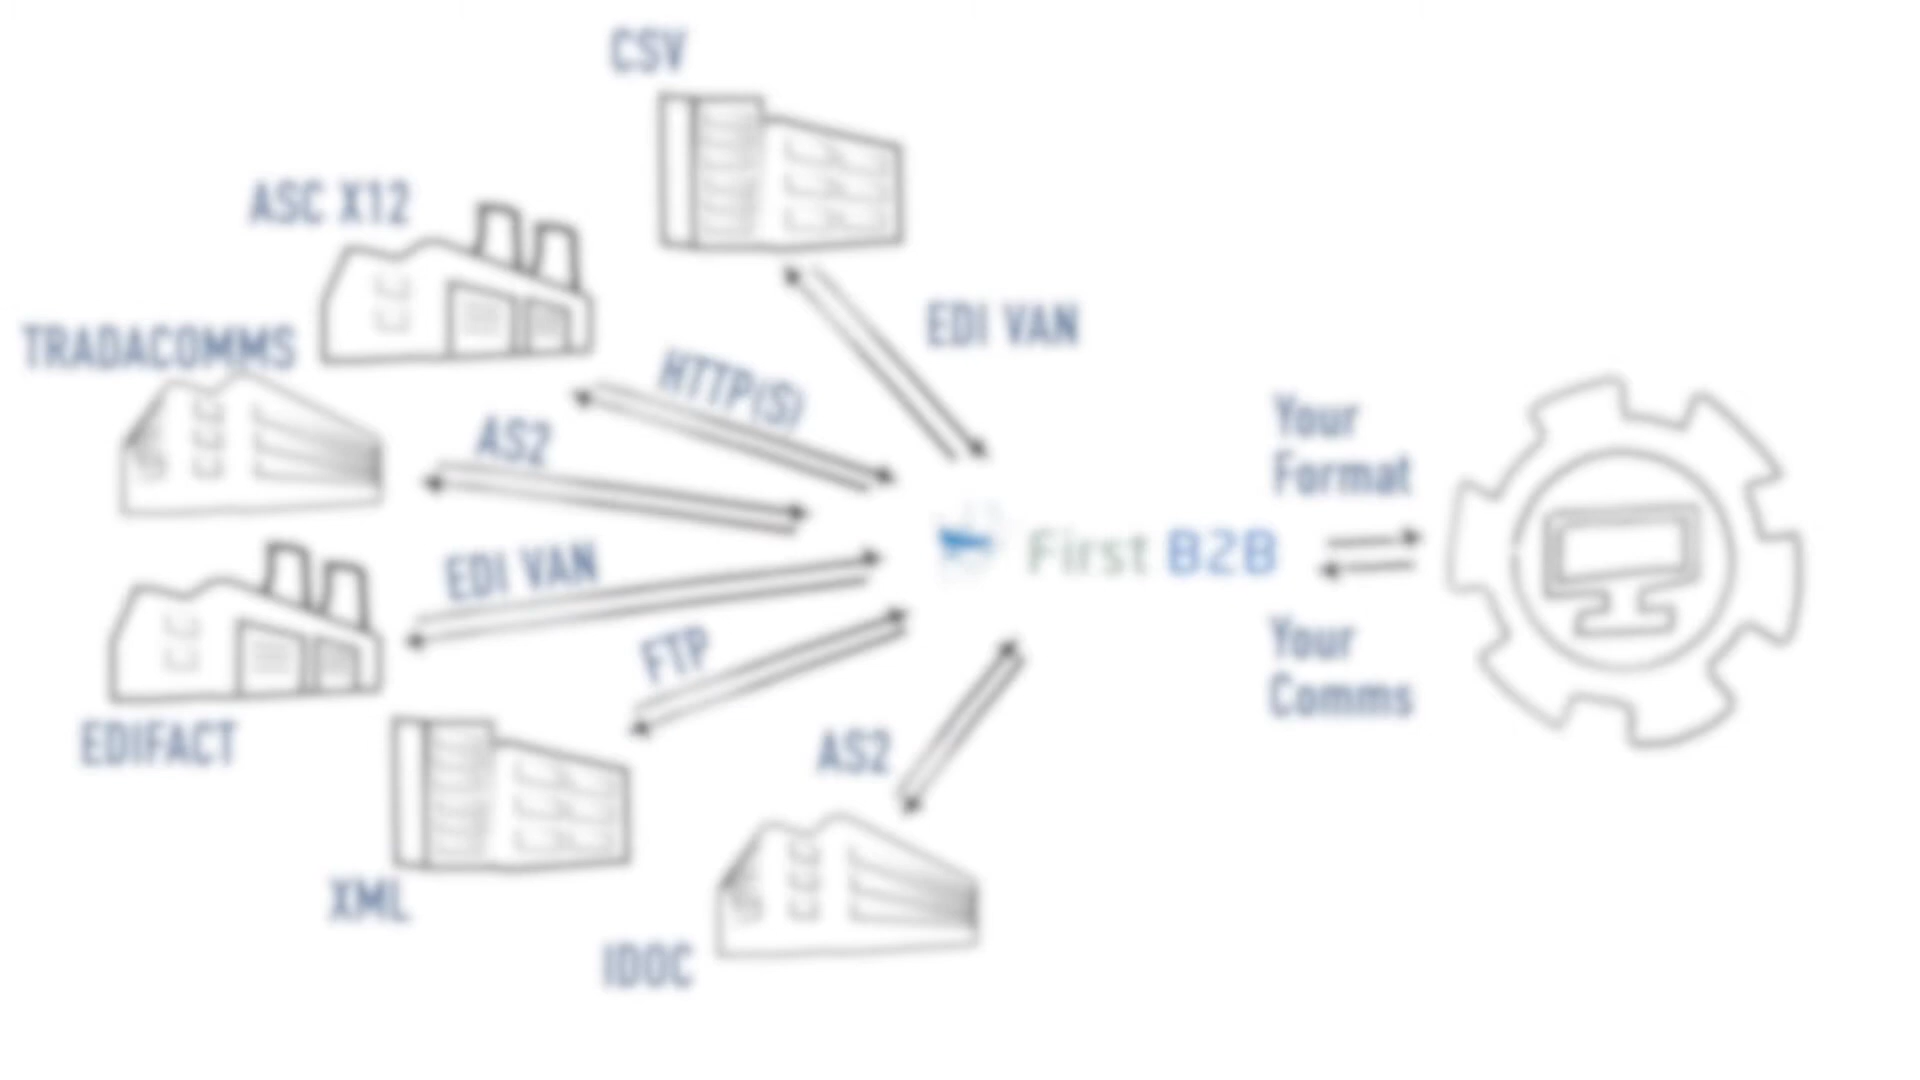 CSV
ASC X12
EDI VAN
TRADACOMMS
HTTP(S)
AS2
Your
Format
First B2B
EDI VAN
Your
Comms
FTP
EDIFACT
AS2
XML
IDOC